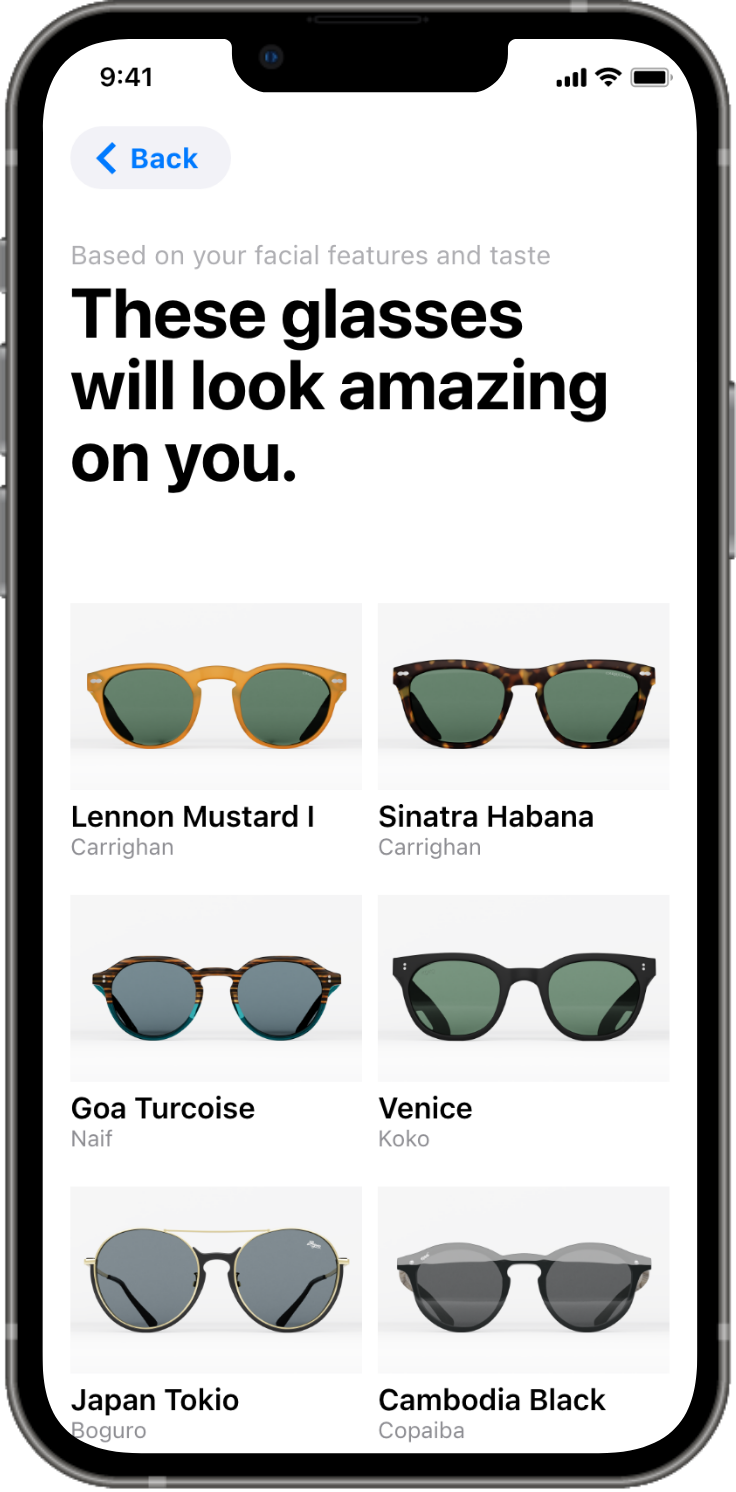 9:41
Back
Based on your facial features and taste
These glasses
will look amazing
on you.
Lennon Mustard I
Carrighan
Sinatra Habana
Carrighan
Goa Turcoise
Naif
Venice
Koko
Japan Tokio
Boguro
Cambodia Black
Copaiba